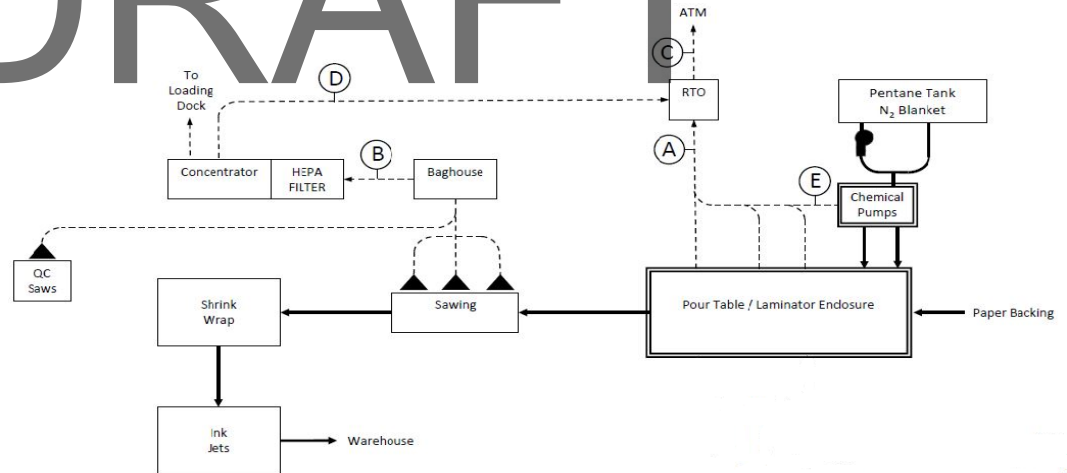 DRAFT
ATM
C
To
Loading
Dock
D
RTO
Pentane Tank
N₂ Blanket
A
B
Concentrator
HEPA
FILTER
Baghouse
E
Chemical
Pumps
QC
Saws
Shrink
Wrap
Sawing
Pour Table / Laminator Endosure
Paper Backing
Ink
Jets
Warehouse